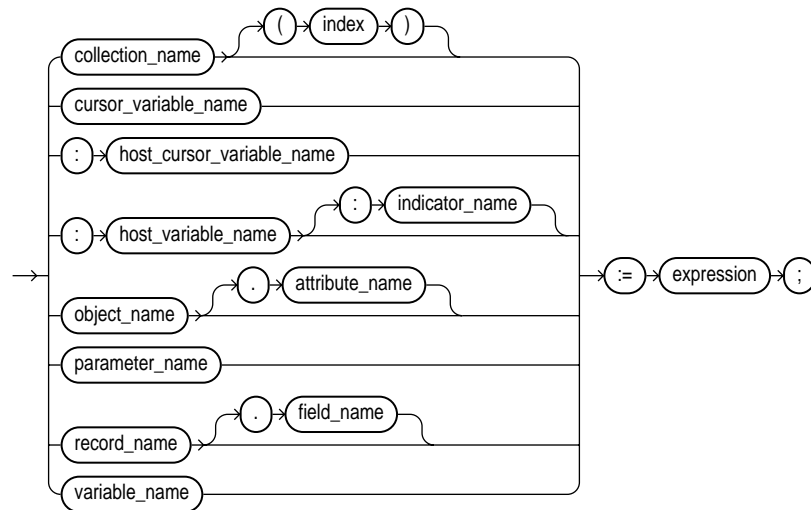 ( index )
collection_name
cursor_variable_name
: host_cursor_variable_name
: indicator_name
: host_variable_name
:= expression ;
. attribute_name
object_name
parameter_name
. field_name
record_name
variable_name